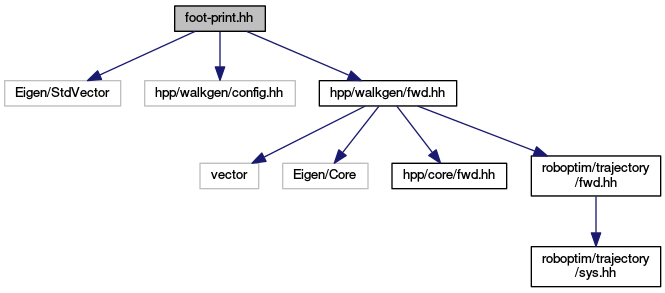 foot-print.hh
Eigen/StdVector
hpp/walkgen/config.hh
hpp/walkgen/fwd.hh
vector
Eigen/Core
hpp/core/fwd.hh
roboptim/trajectory
/fwd.hh
roboptim/trajectory
/sys.hh